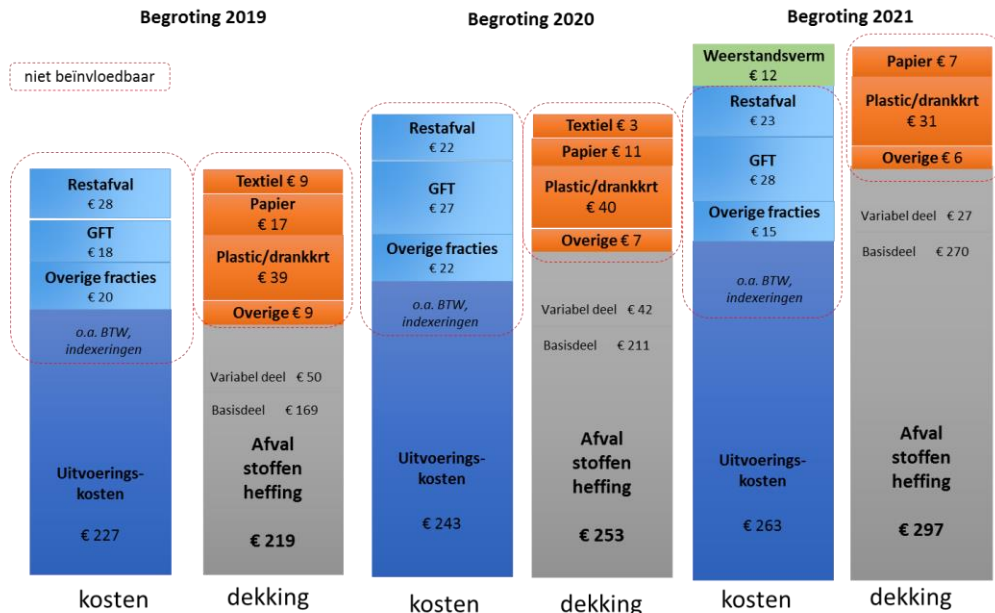 Begroting 2019
Begroting 2020
Begroting 2021
niet beïnvloedbaar
Restafval
€ 28
GFT
€ 18
Overige fracties
€ 20
o.a. BTW,
indexeringen
Uitvoerings-
kosten
€ 227
kosten
Textiel € 9
Papier
€ 17
Plastic/drankkrt
€ 39
Overige € 9
Variabel deel € 50
Basisdeel € 169
Afval
stoffen
heffing
€ 219
dekking
Restafval
€ 22
GFT
€ 27
Overige fracties
€ 22
o.a. BTW,
indexeringen
Uitvoerings-
kosten
€ 243
kosten
Textiel € 3
Papier € 11
Plastic/drankkrt
€ 40
Overige € 7
Variabel deel € 42
Basisdeel € 211
Afval
stoffen
heffing
€ 253
dekking
Weerstandsverm
€ 12
Restafval
€ 23
GFT
€ 28
Overige fracties
€ 15
o.a. BTW,
indexeringen
Uitvoerings-
kosten
€ 263
kosten
Papier € 7
Plastic/drankkrt
€ 31
Overige € 6
Variabel deel € 27
Basisdeel € 270
Afval
stoffen
heffing
€ 297
dekking